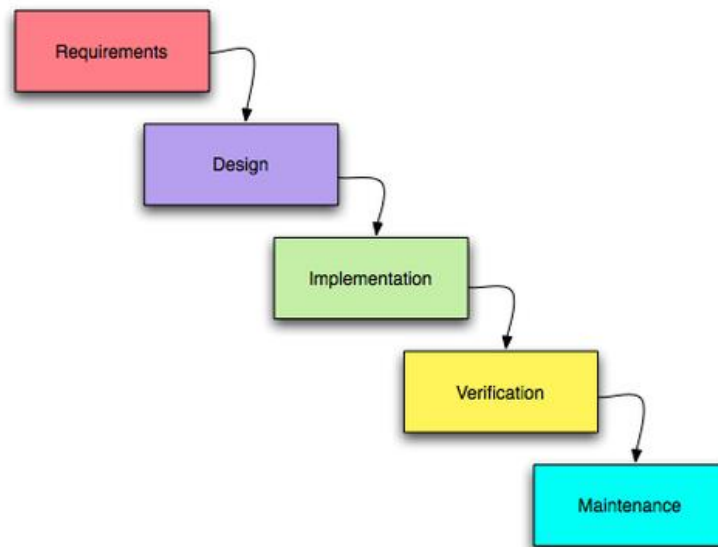 Requirements
Design
Implementation
Verification
Maintenance